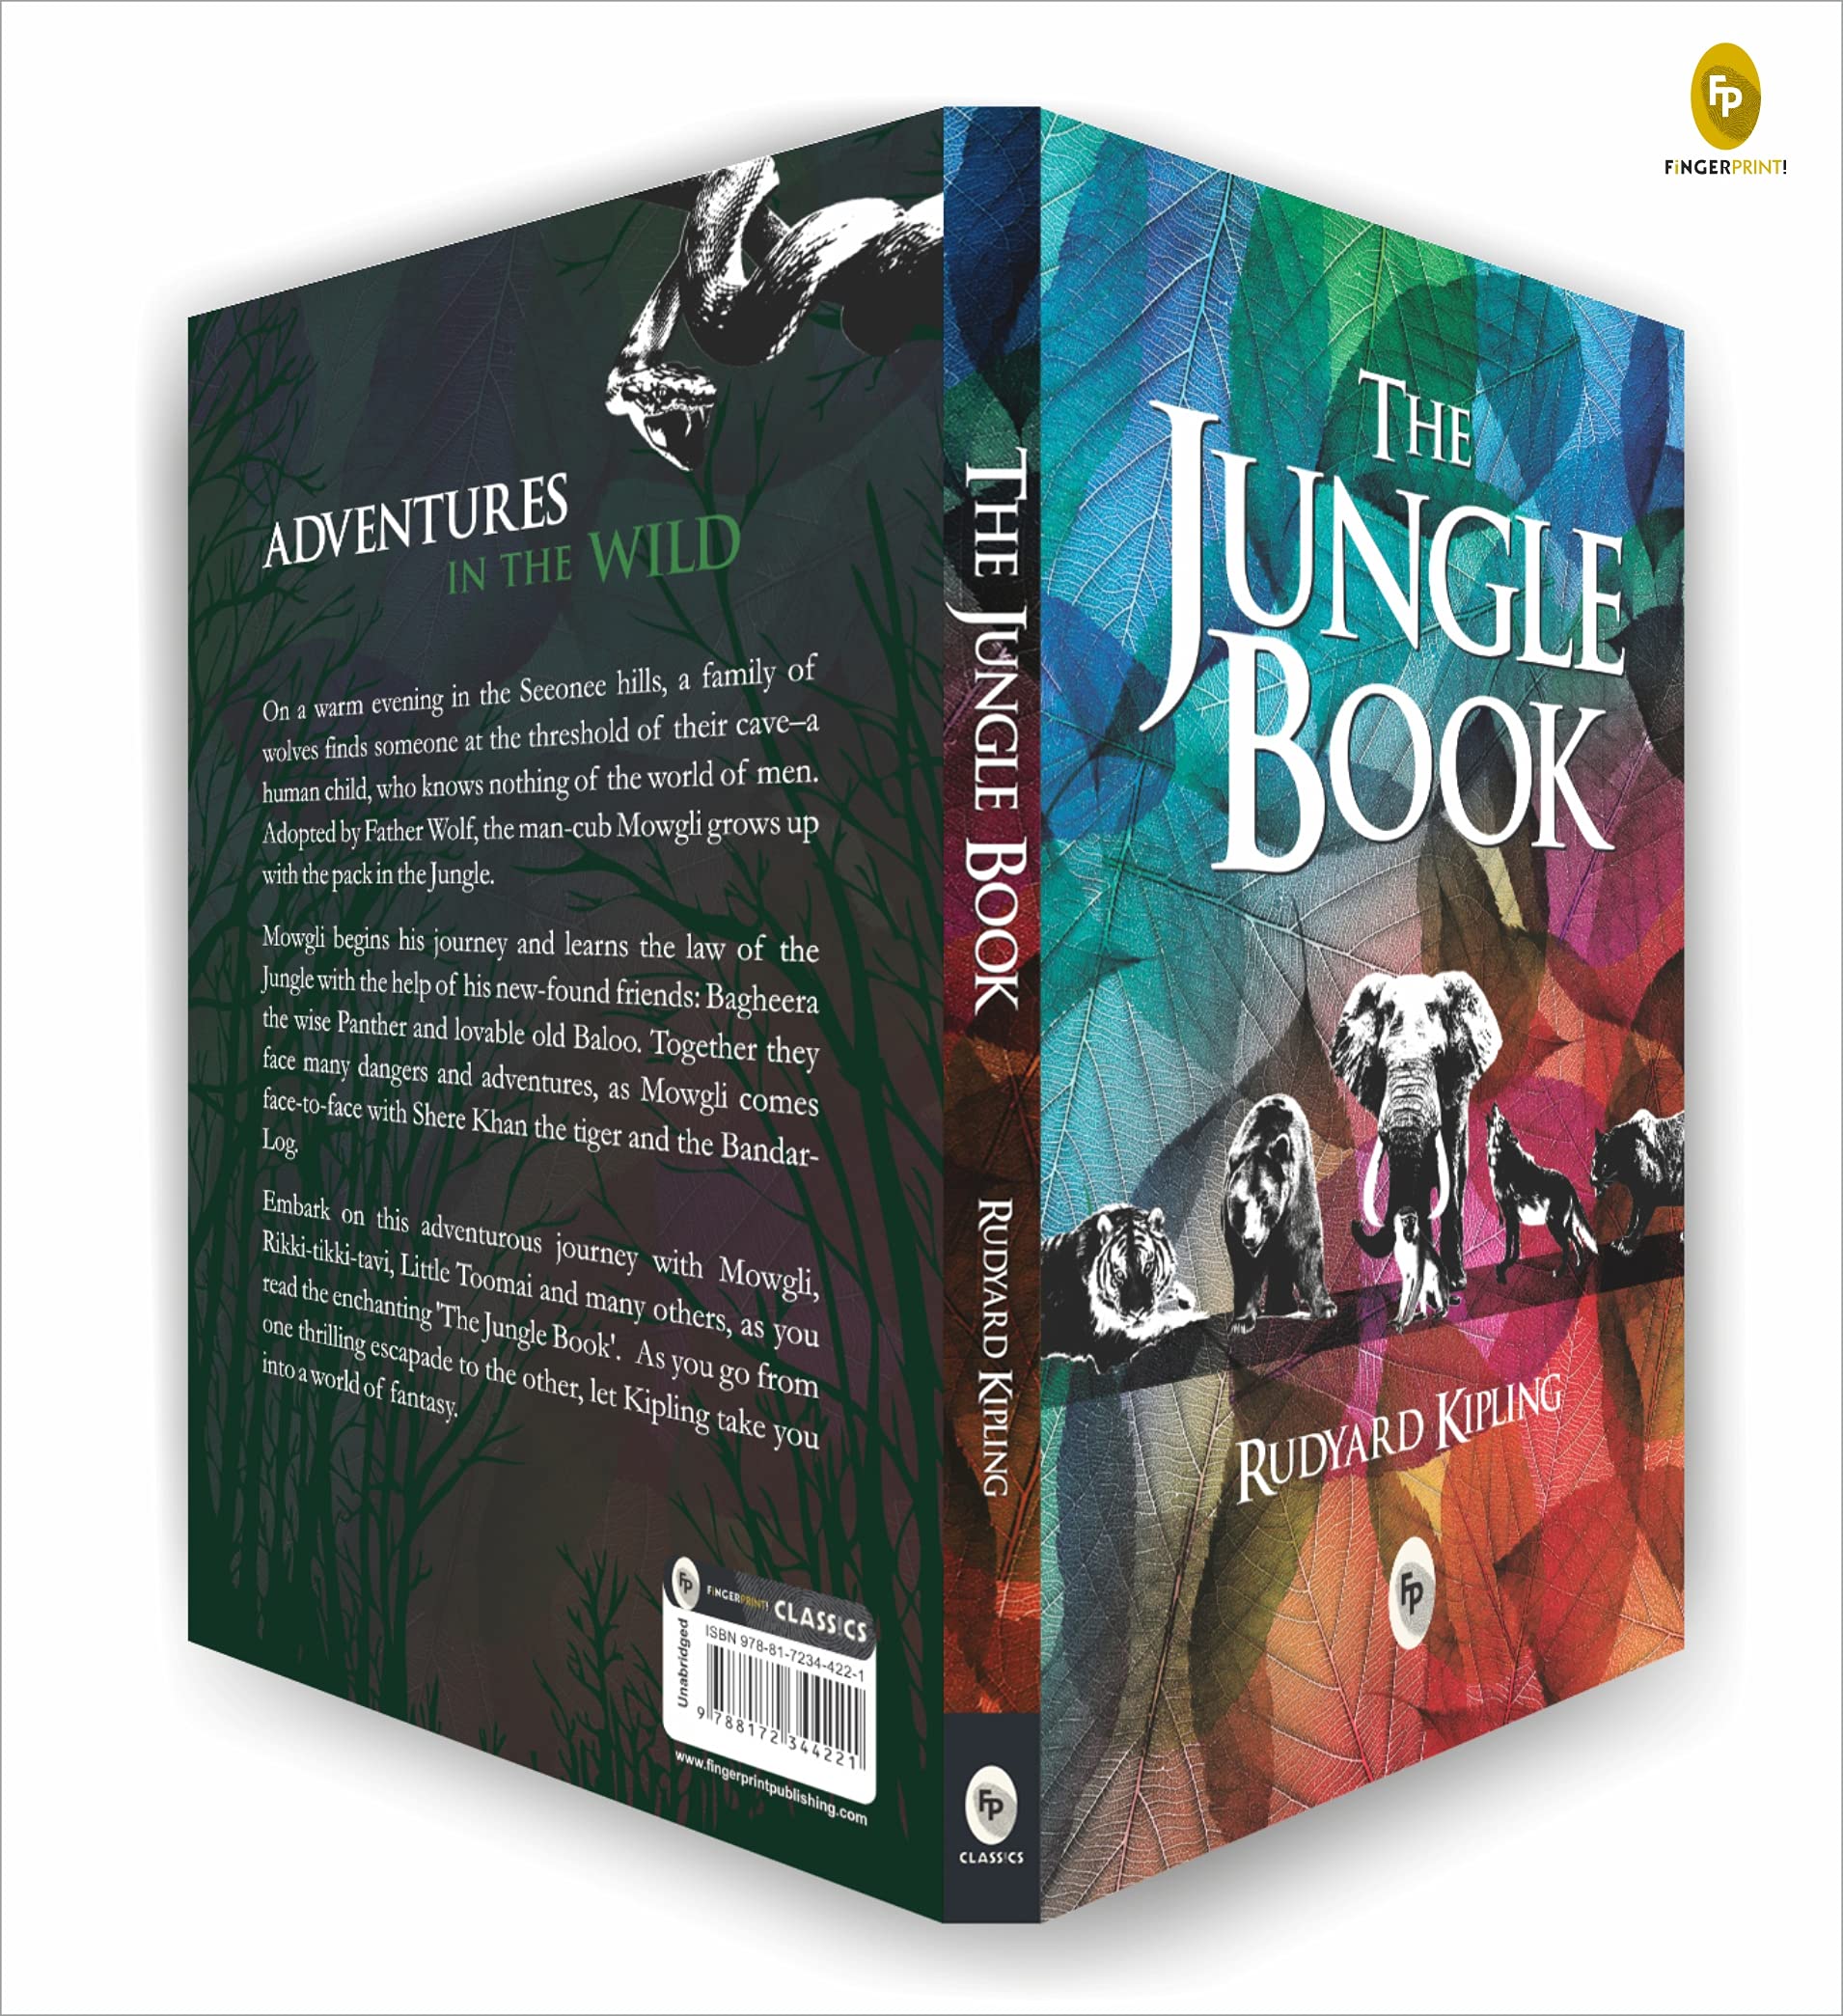 FP
FiNGERPRINT!
ADVENTURES
IN THE WILD
On a warm evening in the Seeonee hills, a family of
wolves finds someone at the threshold of their cave–a
human child, who knows nothing of the world of men.
Adopted by Father Wolf, the man-cub Mowgli grows up
with the pack in the Jungle.
Mowgli begins his journey and learns the law of the
Jungle with the help of his new-found friends: Bagheera
the wise Panther and lovable old Baloo. Together they
face many dangers and adventures, as Mowgli comes
face-to-face with Shere Khan the tiger and the Bandar-
Log.
Embark on this adventurous journey with Mowgli,
Rikki-tikki-tavi, Little Toomai and many others, as you
read the enchanting 'The Jungle Book'. As you go from
one thrilling escapade to the other, let Kipling take you
into a world of fantasy.
FP FiNGERPRINT! CLASSiCS
Unabridged
ISBN 978-81-7234-422-1
9 788172 344221
www.fingerprintpublishing.com
THE JUNGLE BOOK
RUDYARD KIPLING
FP
CLASSiCS
THE
JUNGLE
BOOK
RUDYARD KIPLING
FP